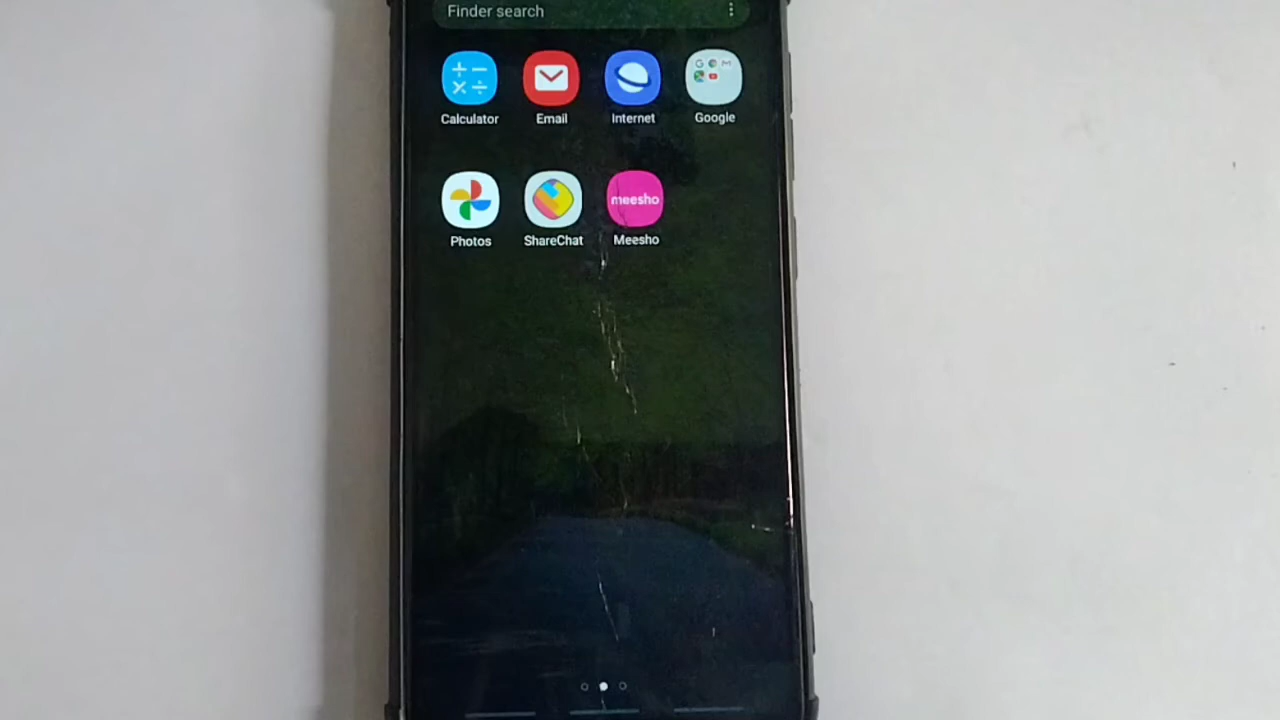 Finder search
Calculator Email Internet Google
meesho
Photos ShareChat Meesho